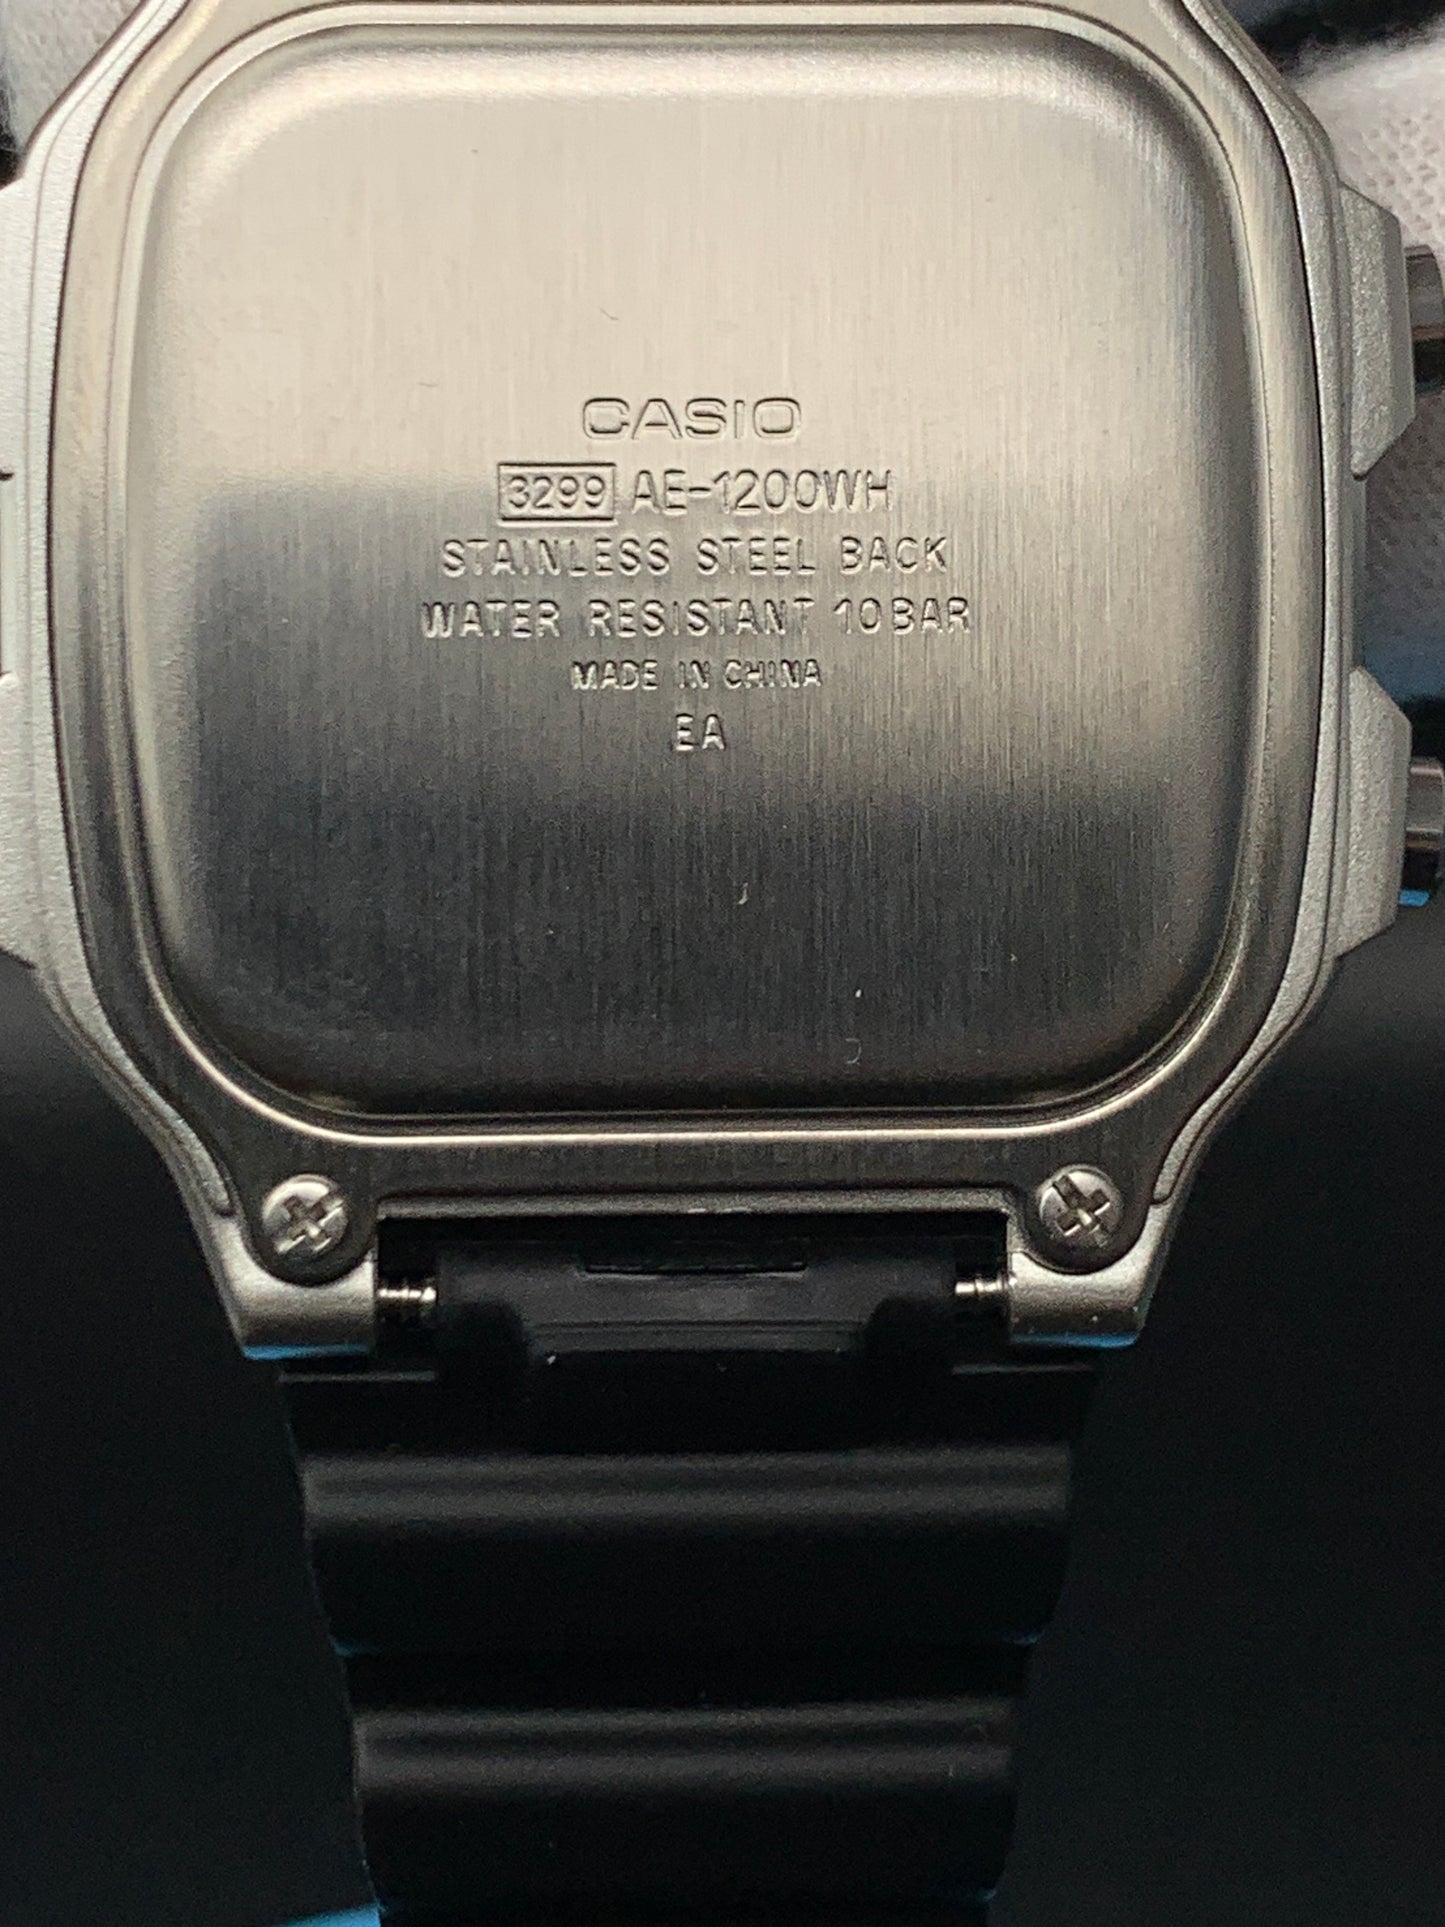 CASIO
3299 AE-1200WH
STAINLESS STEEL BACK
WATER RESISTANT 10BAR
MADE IN CHINA
EA